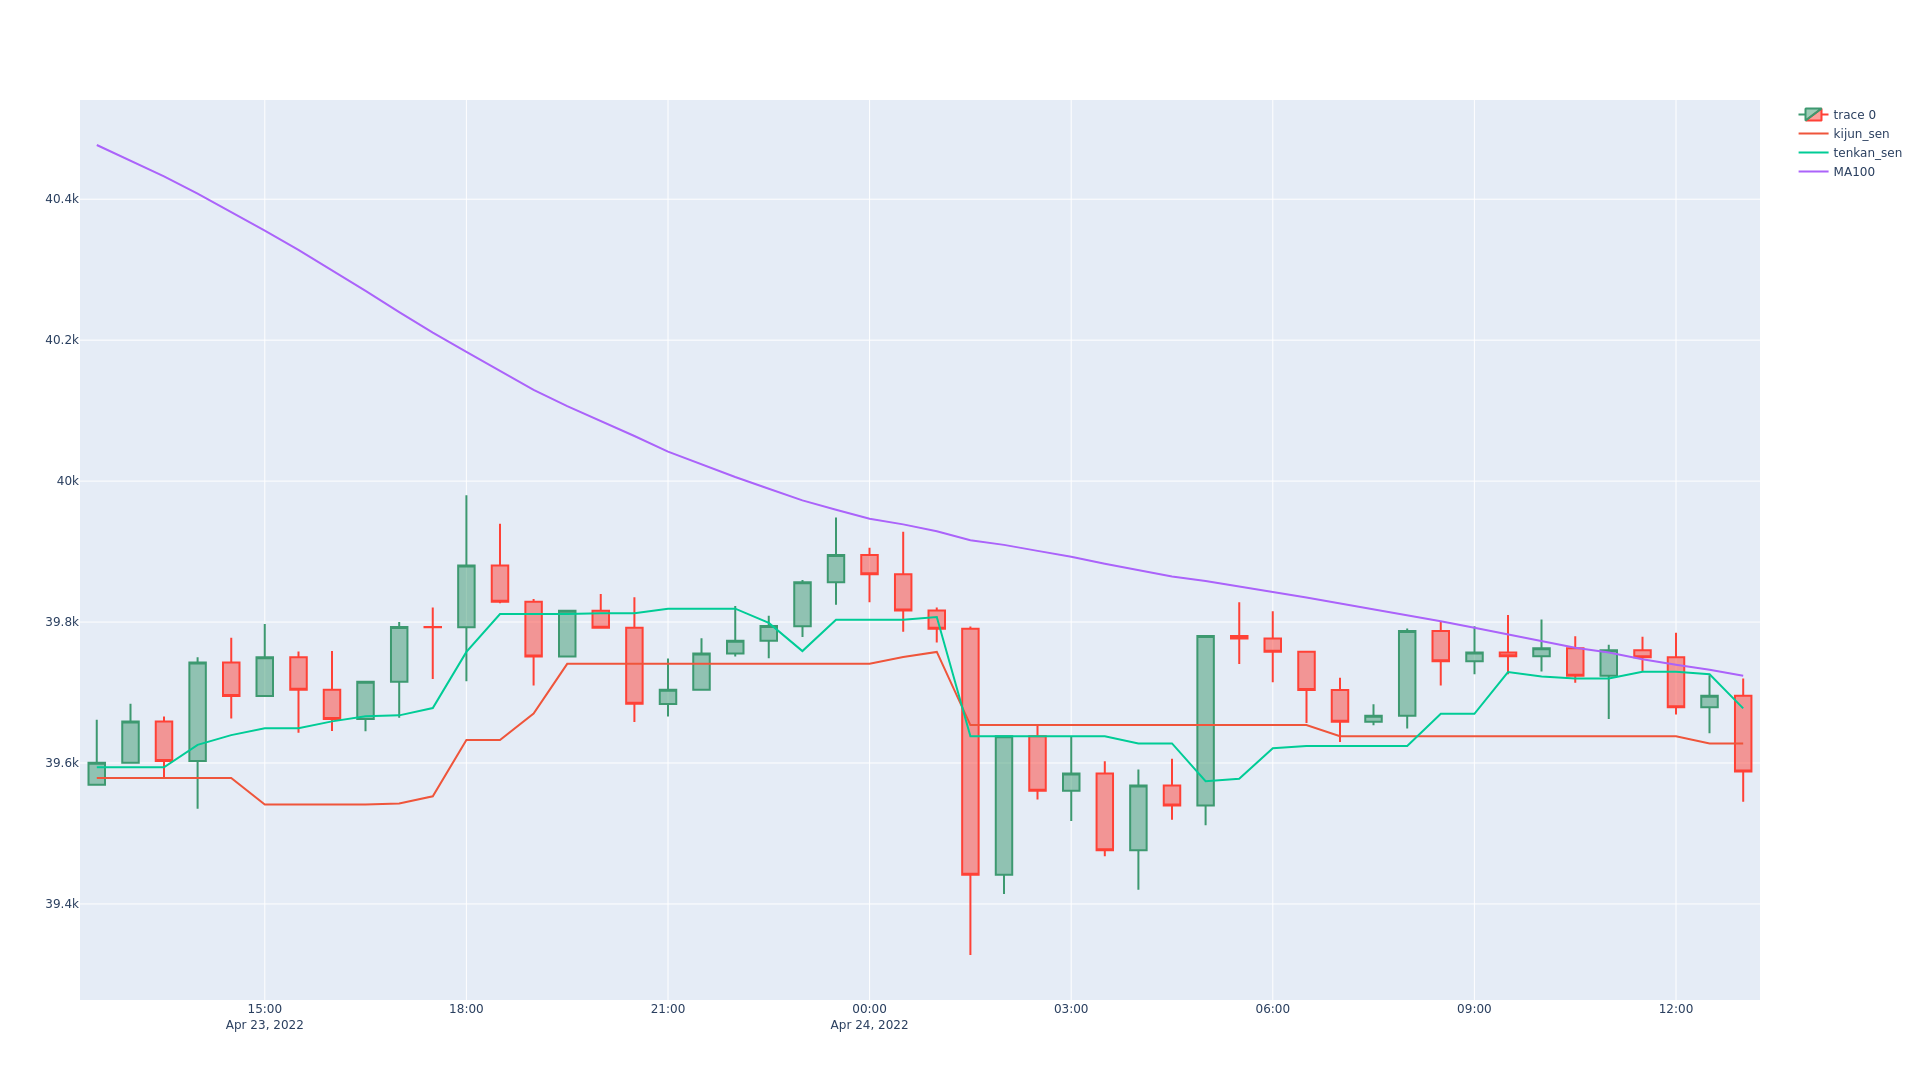 trace 0
kijun_sen
tenkan_sen
MA100
40.4k
40.2k
40k
39.8k
39.6k
39.4k
15:00 18:00 21:00 00:00 03:00 06:00 09:00 12:00
Apr 23, 2022 Apr 24, 2022